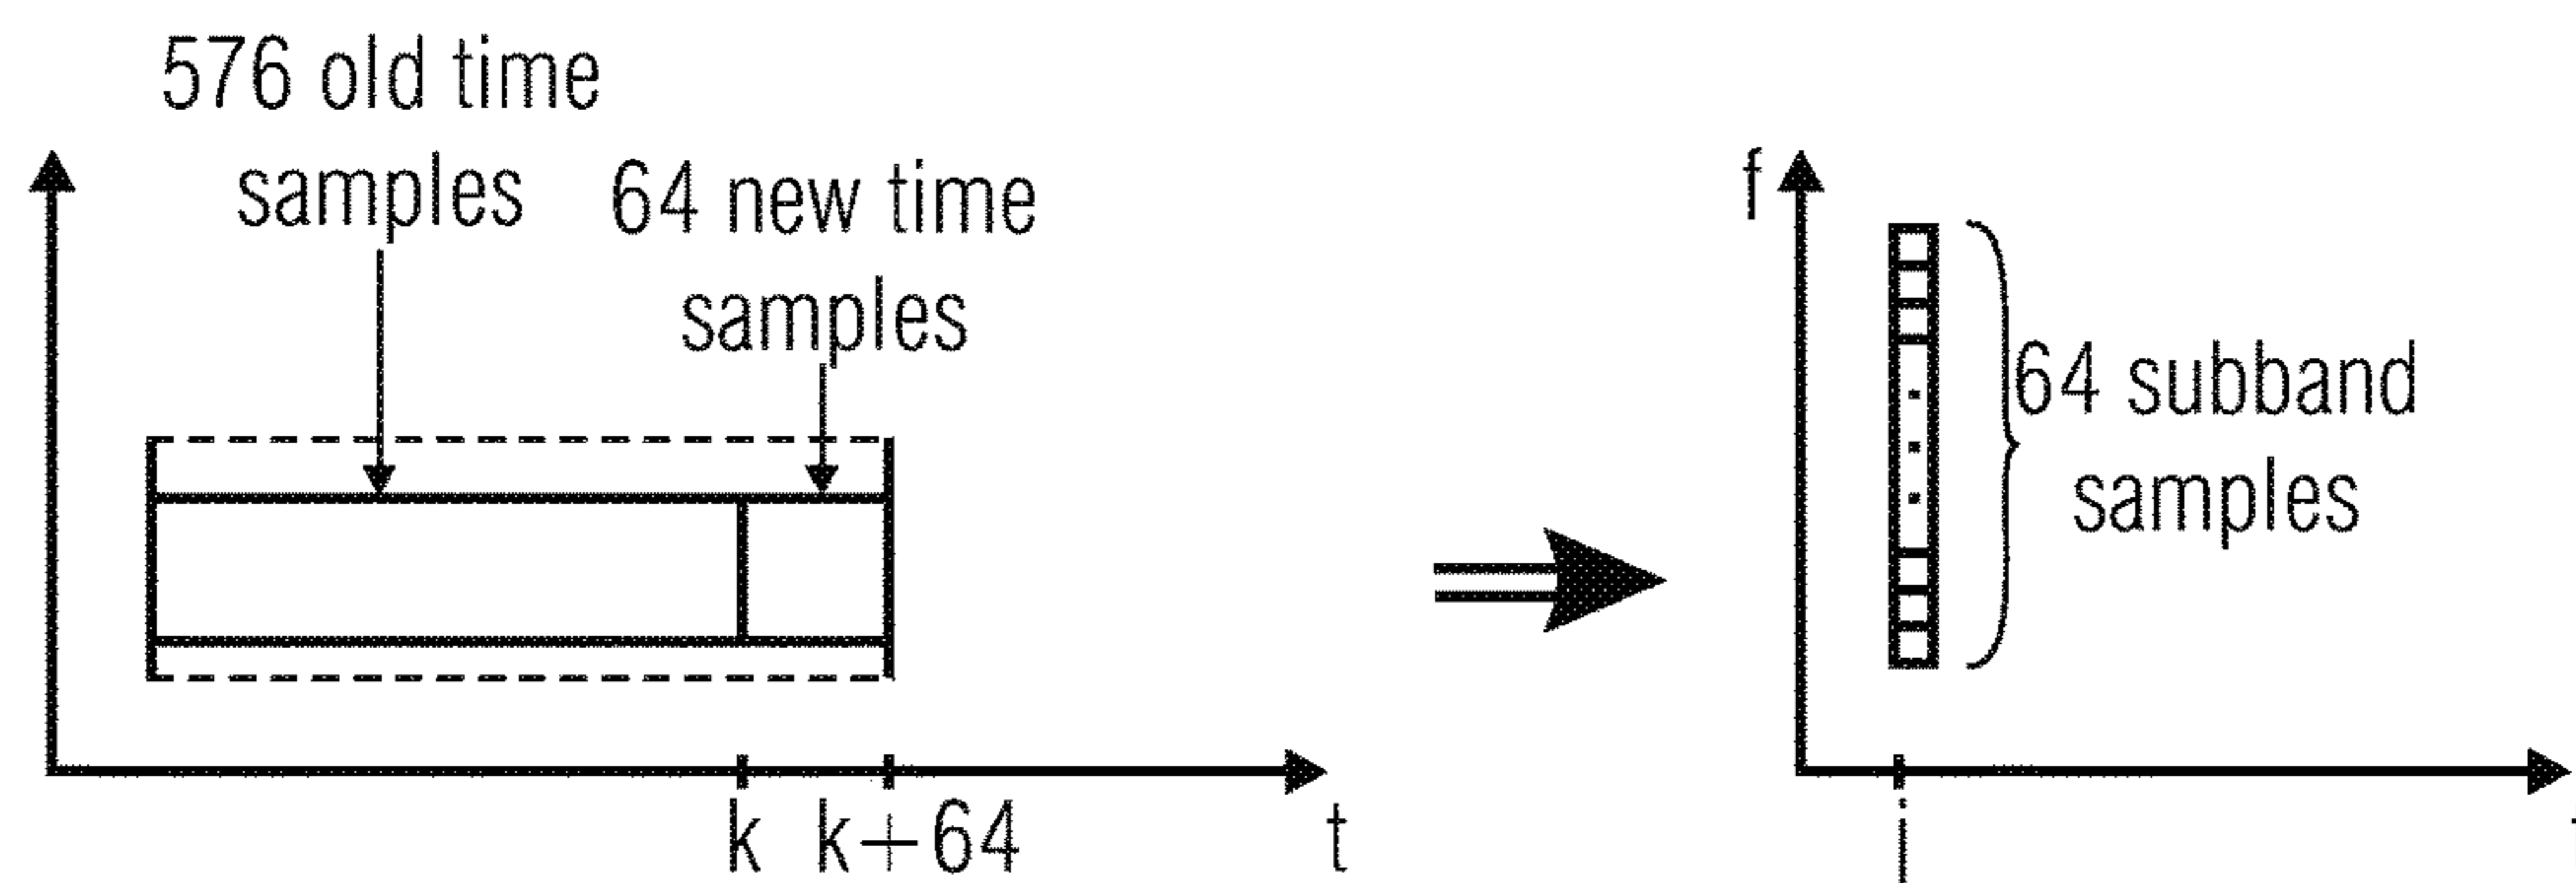 576 old time
samples
64 new time
samples
k k+64
t
f
64 subband
samples
i